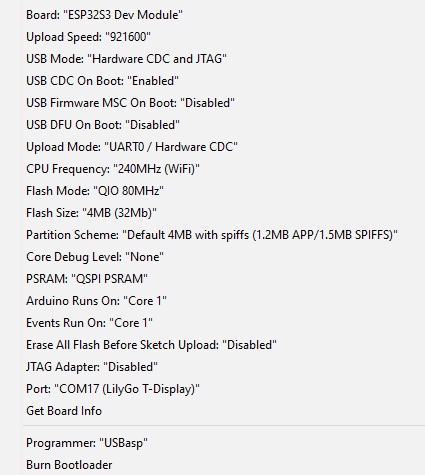 Board: "ESP32S3 Dev Module"
Upload Speed: "921600"
USB Mode: "Hardware CDC and JTAG"
USB CDC On Boot: "Enabled"
USB Firmware MSC On Boot: "Disabled"
USB DFU On Boot: "Disabled"
Upload Mode: "UART0 / Hardware CDC"
CPU Frequency: "240MHz (WiFi)"
Flash Mode: "QIO 80MHz"
Flash Size: "4MB (32Mb)"
Partition Scheme: "Default 4MB with spiffs (1.2MB APP/1.5MB SPIFFS)"
Core Debug Level: "None"
PSRAM: "QSPI PSRAM"
Arduino Runs On: "Core 1"
Events Run On: "Core 1"
Erase All Flash Before Sketch Upload: "Disabled"
JTAG Adapter: "Disabled"
Port: "COM17 (LilyGo T-Display)"
Get Board Info
Programmer: "USBasp"
Burn Bootloader